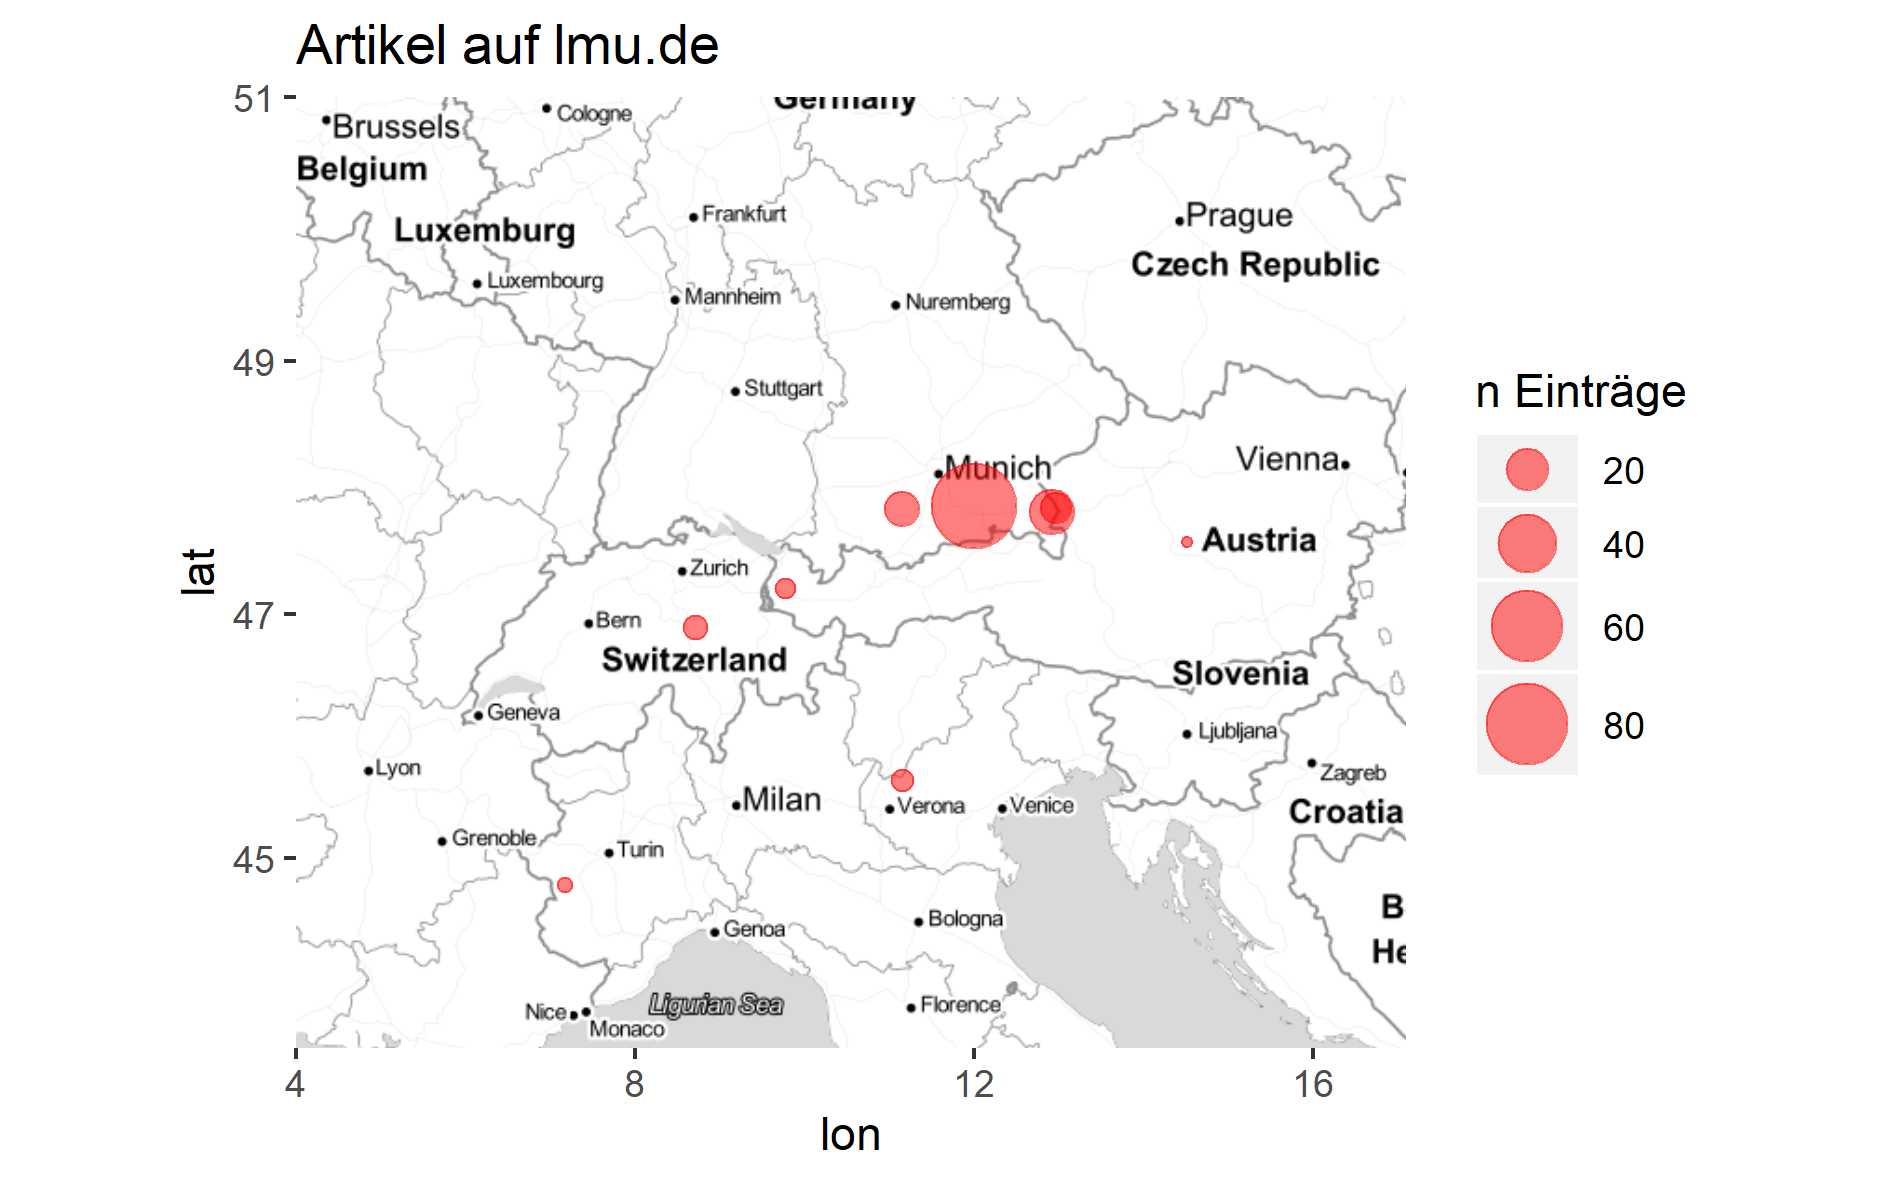 Artikel auf lmu.de
51
49
47
45
lat
4
8
12
16
lon
Germany
Cologne
Brussels
Belgium
Luxemburg
Frankfurt
Prague
Czech Republic
Luxembourg
Mannheim
Nuremberg
Stuttgart
Munich
Vienna
Austria
Zurich
Bern
Switzerland
Slovenia
Geneva
Ljubljana
Lyon
Zagreb
Milan
Verona
Venice
Croatia
Grenoble
Turin
B
He
Bologna
Genoa
Ligurian Sea
Florence
Nice
Monaco
n Einträge
20
40
60
80